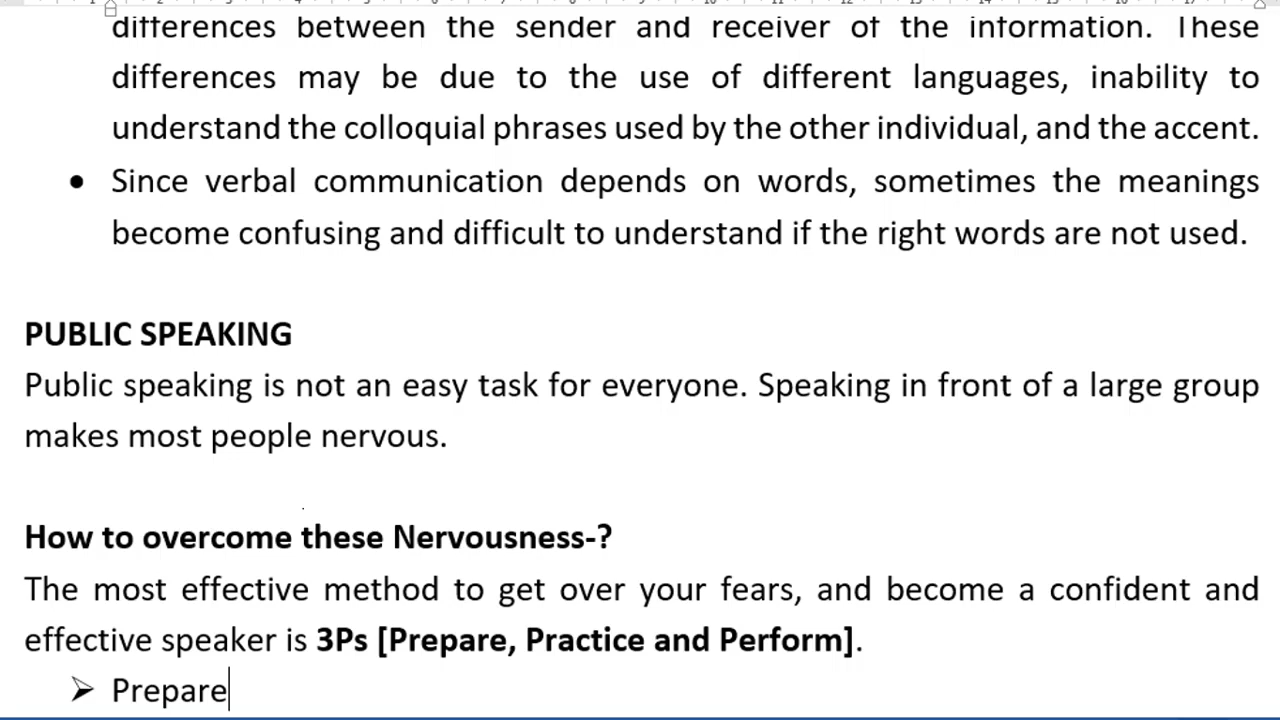 differences between the sender and receiver of the information. These
differences may be due to the use of different languages, inability to
understand the colloquial phrases used by the other individual, and the accent.
• Since verbal communication depends on words, sometimes the meanings
become confusing and difficult to understand if the right words are not used.
PUBLIC SPEAKING
Public speaking is not an easy task for everyone. Speaking in front of a large group
makes most people nervous.
How to overcome these Nervousness-?
The most effective method to get over your fears, and become a confident and
effective speaker is 3Ps [Prepare, Practice and Perform].
➢ Prepare